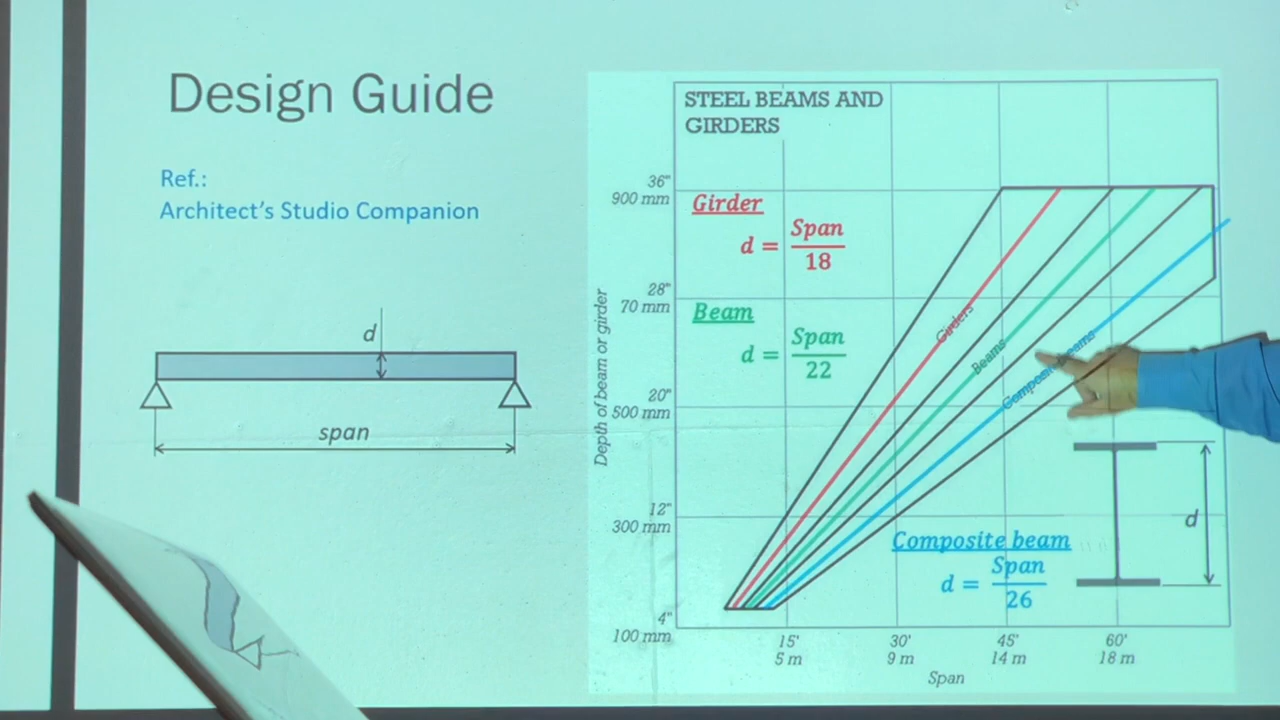 Design Guide
Ref.:
Architect's Studio Companion
d
span
STEEL BEAMS AND
GIRDERS
36"
900 mm
28"
70 mm
20"
500 mm
12"
300 mm
4"
100 mm
Depth of beam or girder
Girder
d = Span
18
Beam
d = Span
22
Girders
Beams
Composite beam
d = Span
26
d
15'
30'
45'
60'
5 m
9 m
14 m
18 m
Span